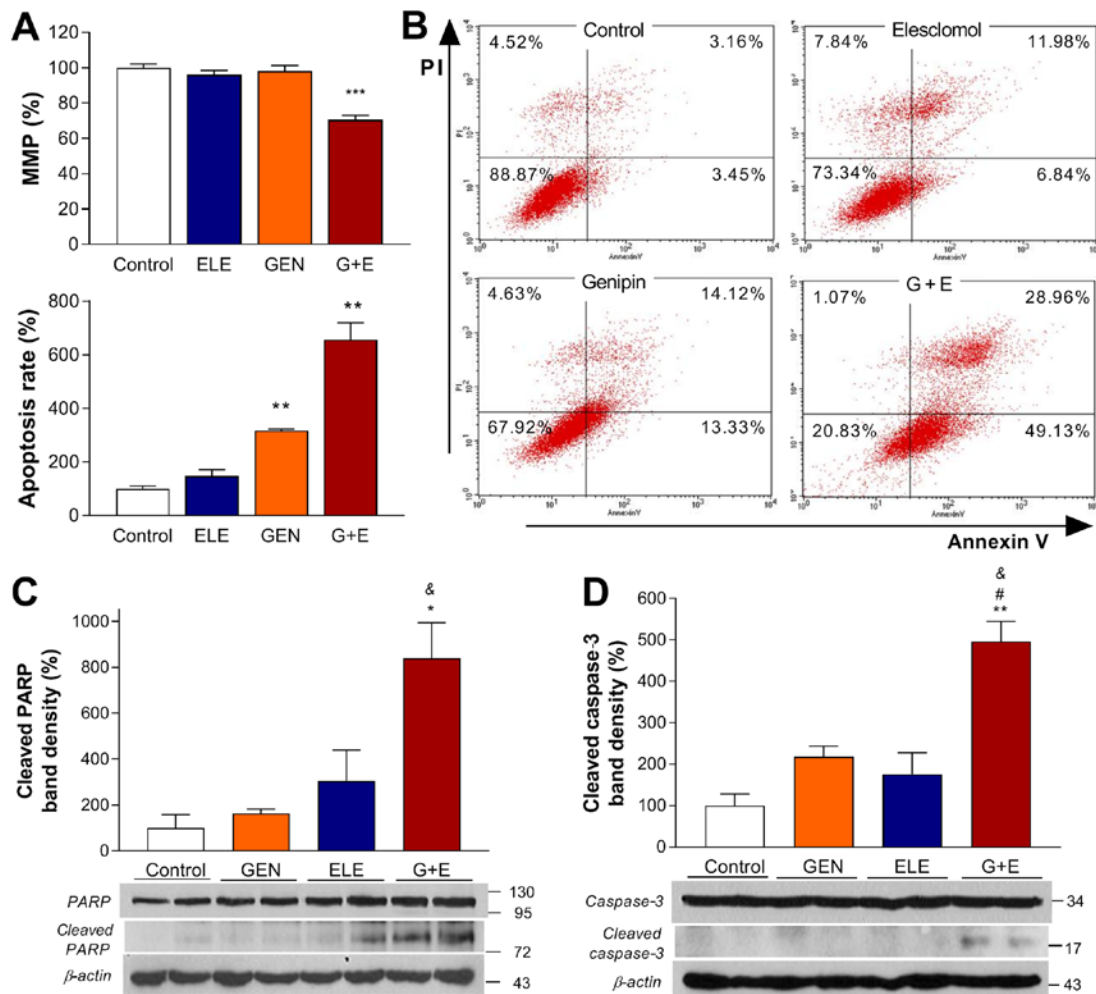 A
MMP (%)
120
100
80
60
40
20
0
***
Control ELE GEN G+E
Apoptosis rate (%)
800
600
400
200
0
**
**
Control ELE GEN G+E
B
PI
Control
4.52% 3.16%
88.87% 3.45%
Elesclomol
7.84% 11.98%
73.34% 6.84%
Genipin
4.63% 14.12%
67.92% 13.33%
G + E
1.07% 28.96%
20.83% 49.13%
Annexin V
C
Cleaved PARP
band density (%)
1000
800
400
200
0
&
*
Control GEN ELE G+E
PARP
130
95
Cleaved
PARP
72
β-actin
43
D
Cleaved caspase-3
band density (%)
600
500
400
300
200
100
0
&
#
**
Control GEN ELE G+E
Caspase-3
34
Cleaved
caspase-3
17
β-actin
43